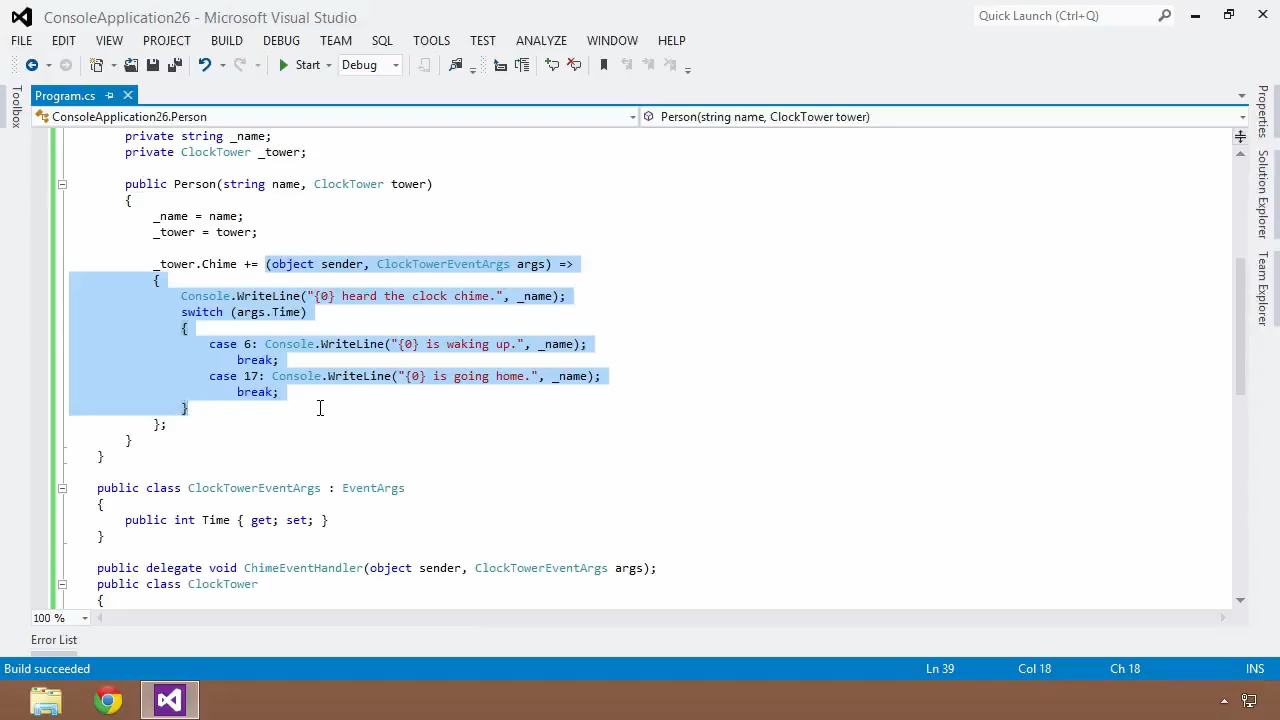 ConsoleApplication26 - Microsoft Visual Studio
Quick Launch (Ctrl+Q)
FILE EDIT VIEW PROJECT BUILD DEBUG TEAM SQL TOOLS TEST ANALYZE WINDOW HELP
Start Debug
Toolbox
Program.cs
ConsoleApplication26.Person
Person(string name, ClockTower tower)
Properties
Solution Explorer
Team Explorer
private string _name;
private ClockTower _tower;
public Person(string name, ClockTower tower)
{
_name = name;
_tower = tower;
_tower.Chime += (object sender, ClockTowerEventArgs args) =>
{
Console.WriteLine("{0} heard the clock chime.", _name);
switch (args.Time)
{
case 6: Console.WriteLine("{0} is waking up.", _name);
break;
case 17: Console.WriteLine("{0} is going home.", _name);
break;
}
};
}
}
public class ClockTowerEventArgs : EventArgs
{
public int Time { get; set; }
}
public delegate void ChimeEventHandler(object sender, ClockTowerEventArgs args);
public class ClockTower
{
100 %
Error List
Build succeeded
Ln 39 Col 18 Ch 18 INS